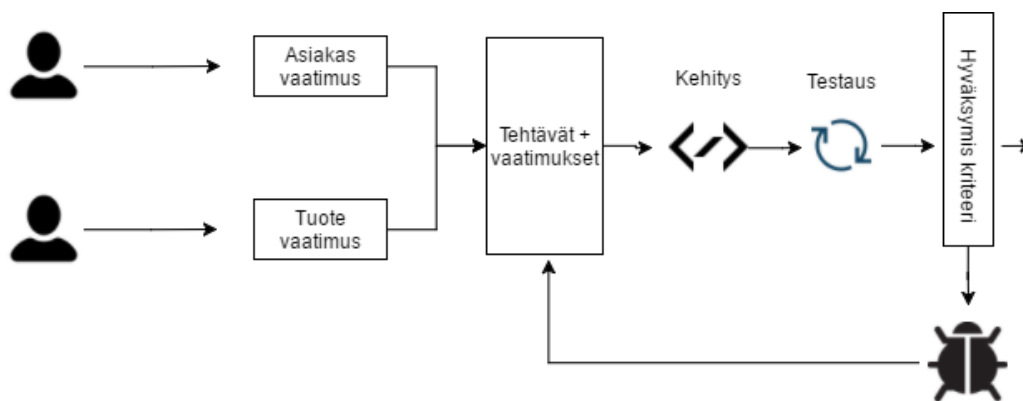 Asiakas
vaatimus
Tuote
vaatimus
Tehtävät +
vaatimukset
Kehitys
Testaus
Hyväksymis kriteeri